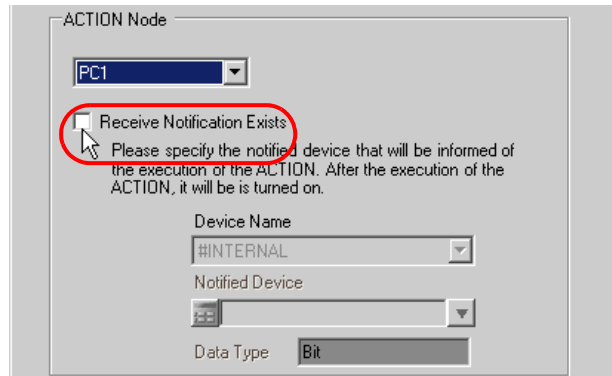 ACTION Node
PC1
Receive Notification Exists
Please specify the notified device that will be informed of
the execution of the ACTION. After the execution of the
ACTION, it will be is turned on.
Device Name
#INTERNAL
Notified Device
Data Type Bit